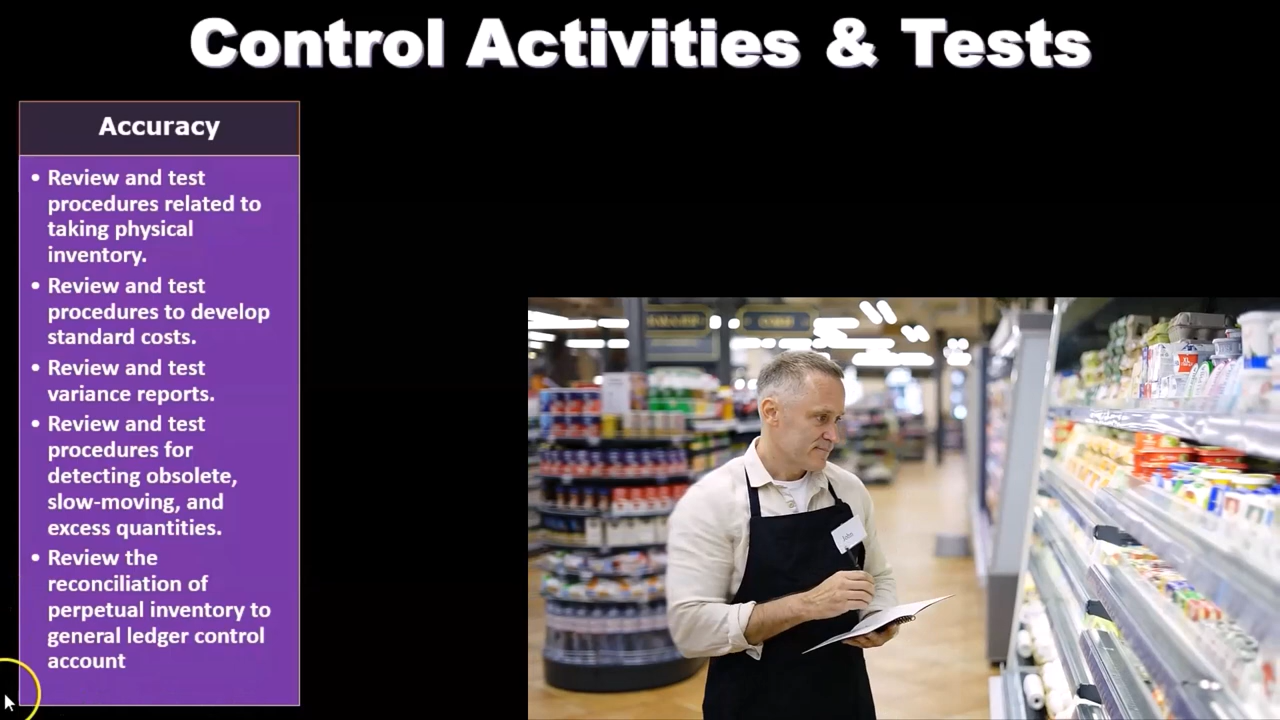 Control Activities & Tests
Accuracy
• Review and test
procedures related to
taking physical
inventory.
• Review and test
procedures to develop
standard costs.
• Review and test
variance reports.
• Review and test
procedures for
detecting obsolete,
slow-moving, and
excess quantities.
• Review the
reconciliation of
perpetual inventory to
general ledger control
account
John